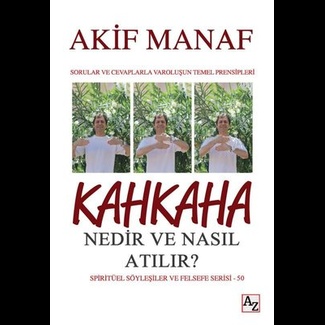 AKİF MANAF
SORULAR VE CEVAPLARLA VAROLUŞUN TEMEL PRENSİPLERİ
KAHKAHA
NEDİR VE NASIL
ATILIR?
SPİRİTÜEL SÖYLEŞİLER VE FELSEFE SERİSİ - 50
AZ